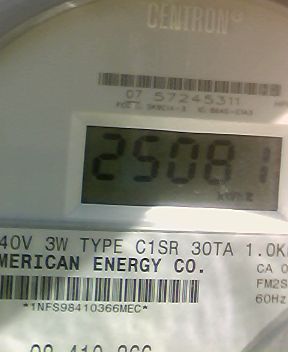 CENTRON®
07 57245311
25081
40V 3W TYPE C1SR 30TA 1.0K
MERICAN ENERGY CO.
CA 0
FM2S
*1NFS98410366MEC*
60Hz